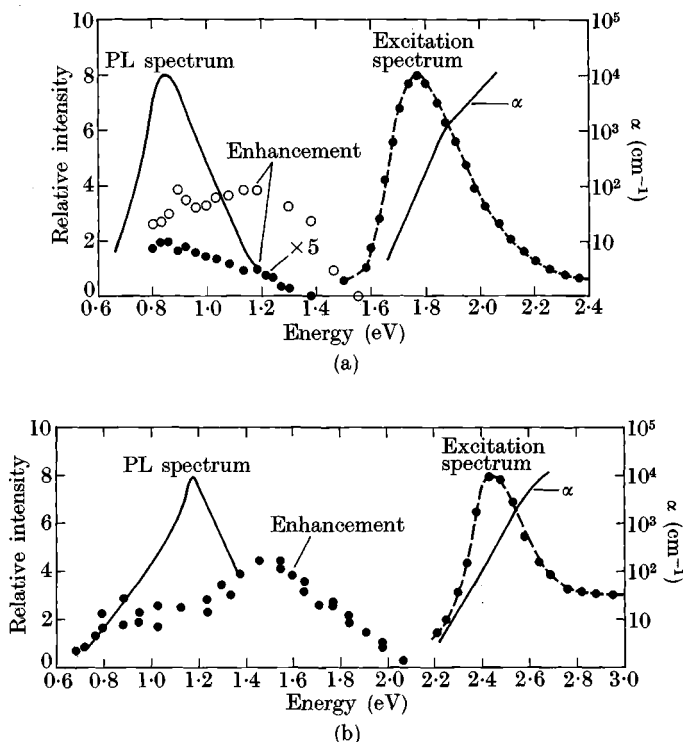 10
8
6
4
2
0
Relative intensity
PL spectrum
Enhancement
×5
Excitation
spectrum
α
10⁵
10⁴
10³
10²
10
α (cm⁻¹)
0·6 0·8 1·0 1·2 1·4 1·6 1·8 2·0 2·2 2·4
Energy (eV)
(a)
10
8
6
4
2
0
Relative intensity
PL spectrum
Enhancement
Excitation
spectrum
α
10⁵
10⁴
10³
10²
10
α (cm⁻¹)
0·6 0·8 1·0 1·2 1·4 1·6 1·8 2·0 2·2 2·4 2·6 2·8 3·0
Energy (eV)
(b)